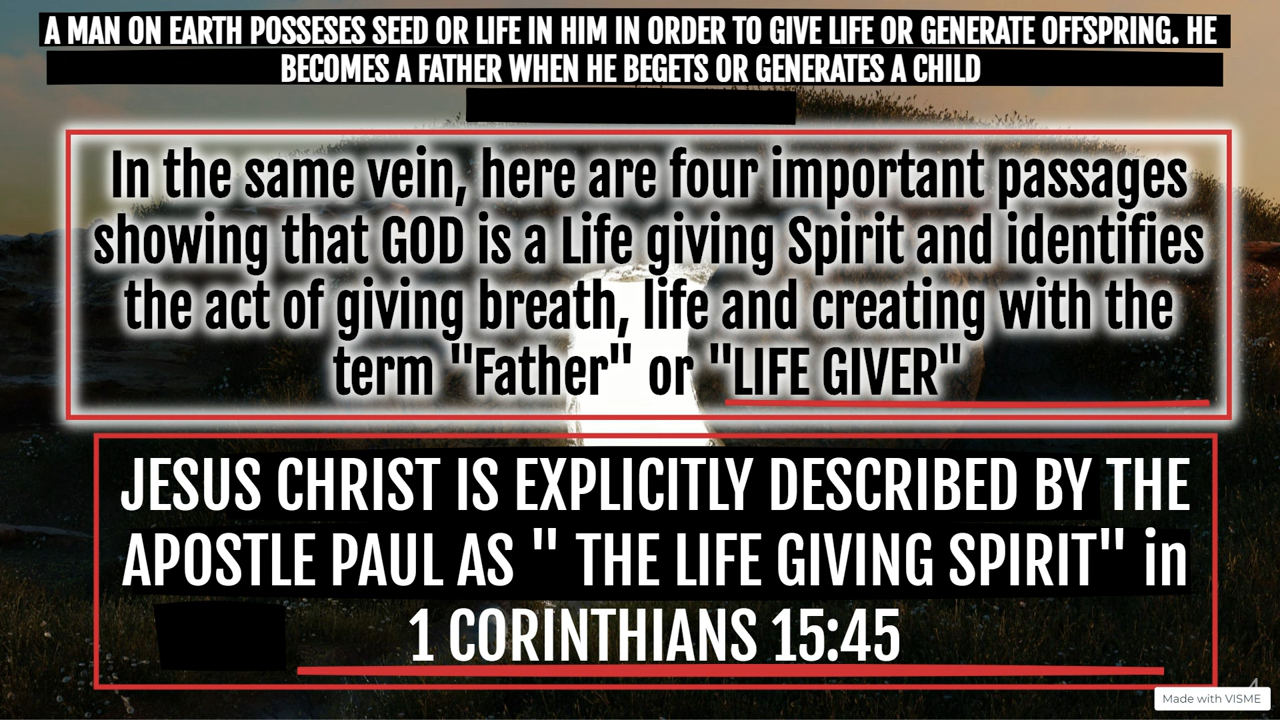 A MAN ON EARTH POSSESES SEED OR LIFE IN HIM IN ORDER TO GIVE LIFE OR GENERATE OFFSPRING. HE
BECOMES A FATHER WHEN HE BEGETS OR GENERATES A CHILD
In the same vein, here are four important passages
showing that GOD is a Life giving Spirit and identifies
the act of giving breath, life and creating with the
term "Father" or "LIFE GIVER"
JESUS CHRIST IS EXPLICITLY DESCRIBED BY THE
APOSTLE PAUL AS " THE LIFE GIVING SPIRIT" in
1 CORINTHIANS 15:45
4
Made with VISME